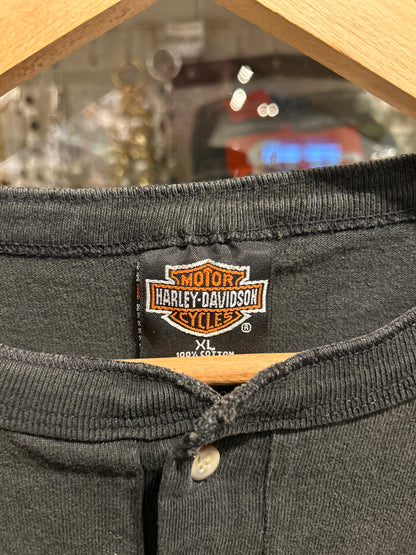 MOTOR
HARLEY-DAVIDSON
CYCLES
®
XL
100% COTTON